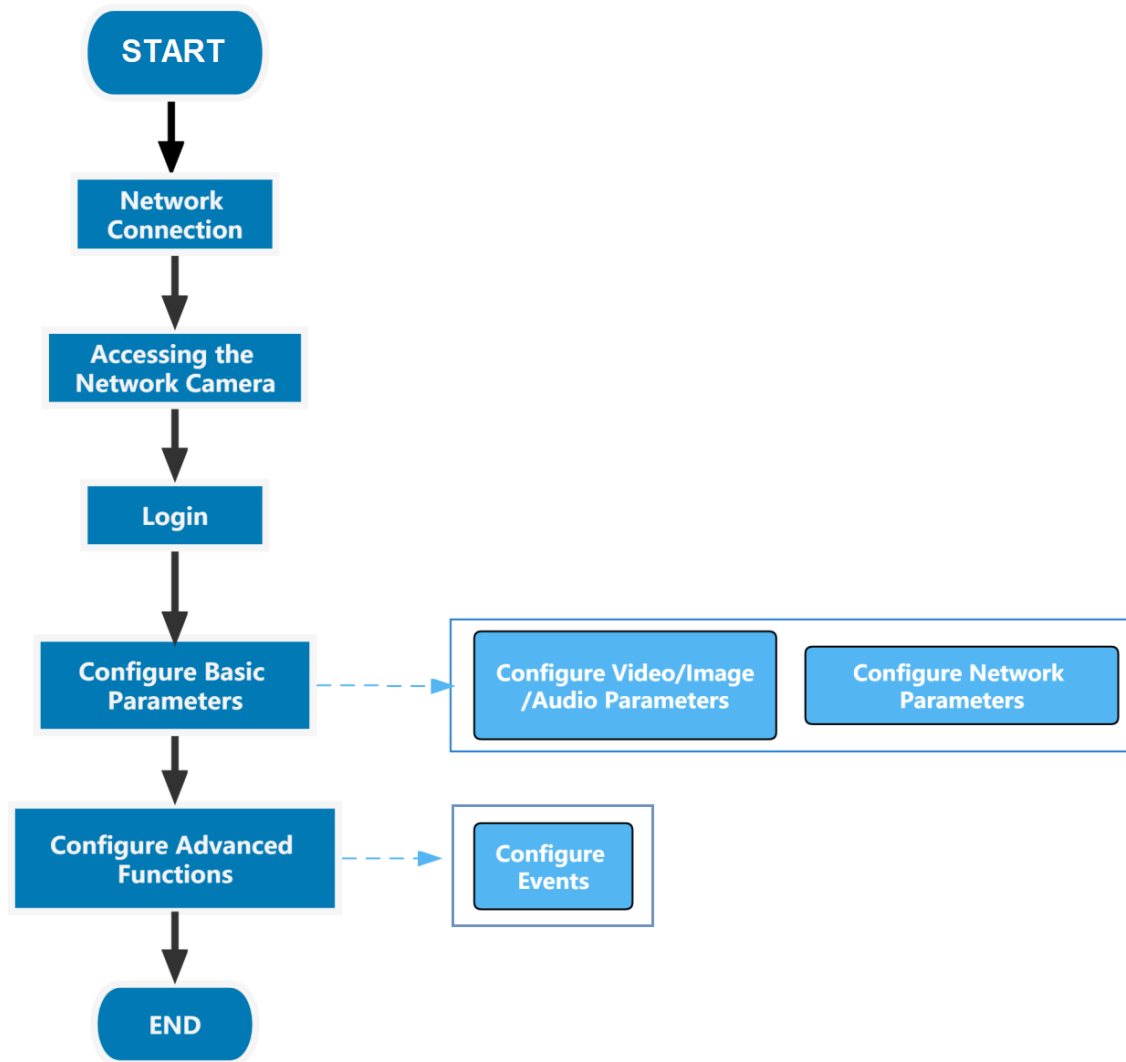 START
Network
Connection
Accessing the
Network Camera
Login
Configure Basic
Parameters
Configure Video/Image
/Audio Parameters
Configure Network
Parameters
Configure Advanced
Functions
Configure
Events
END